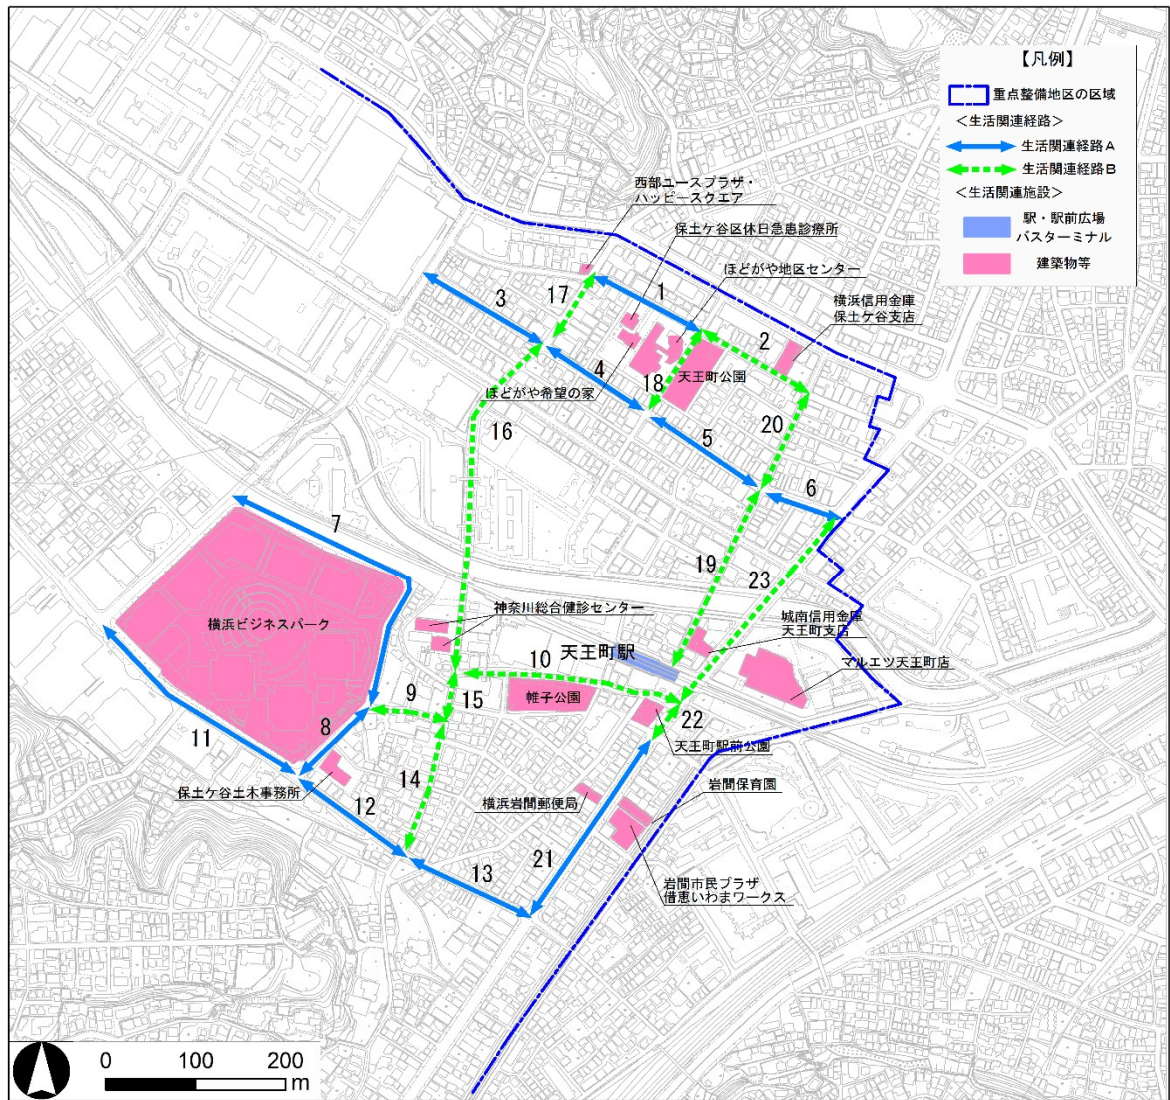 【凡例】
重点整備地区の区域
＜生活関連経路＞
生活関連経路A
生活関連経路B
＜生活関連施設＞
駅・駅前広場
バスターミナル
建築物等
西部ユースプラザ・
ハッピースクエア
保土ケ谷区休日急患診療所
ほどがや地区センター
横浜信用金庫
保土ケ谷支店
3
17
1
2
4
18
天王町公園
ほどがや希望の家
20
16
5
6
7
19
23
神奈川総合健診センター
城南信用金庫
天王町支店
横浜ビジネスパーク
天王町駅
マルエツ天王町店
10
9
15
帷子公園
22
8
11
天王町駅前公園
14
保土ケ谷土木事務所
横浜岩間郵便局
岩間保育園
12
21
13
岩間市民プラザ
偕恵いわまワークス
0 100 200
m